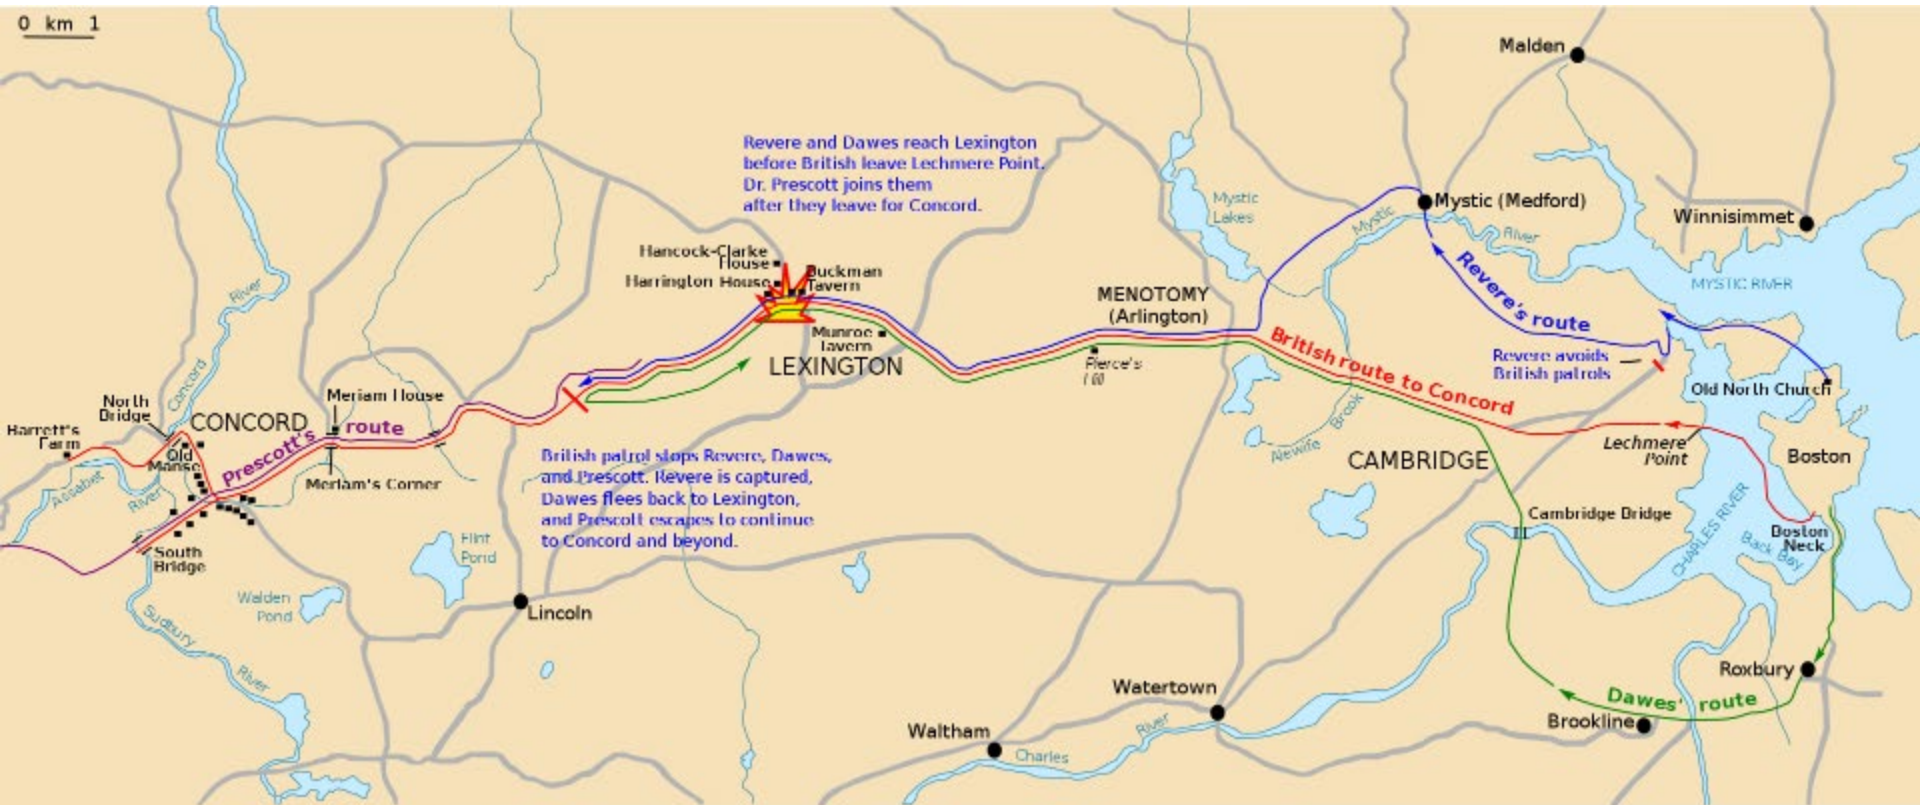 0 km 1
Malden
Revere and Dawes reach Lexington
before British leave Lechmere Point.
Dr. Prescott joins them
after they leave for Concord.
Mystic
Lakes
Mystic
Mystic (Medford)
River
Winnisimmet
MYSTIC RIVER
Hancock-Clarke
House
Harrington House
Buckman
Tavern
Munroe
Tavern
LEXINGTON
MENOTOMY
(Arlington)
Pierce's
Hill
Revere's route
British route to Concord
Revere avoids
British patrols
Old North Church
River
Concord
North
Bridge
CONCORD
Meriam House
Barrett's
Farm
Old
Manse
Prescott's route
Meriam's Corner
Assabet
River
South
Bridge
British patrol stops Revere, Dawes,
and Prescott. Revere is captured,
Dawes flees back to Lexington,
and Prescott escapes to continue
to Concord and beyond.
Alewife
Brook
CAMBRIDGE
Lechmere
Point
Boston
Cambridge Bridge
CHARLES RIVER
Boston
Neck
Back Bay
Flint
Pond
Walden
Pond
Lincoln
Sudbury
River
Roxbury
Dawes' route
Brookline
Watertown
Waltham
Charles
River